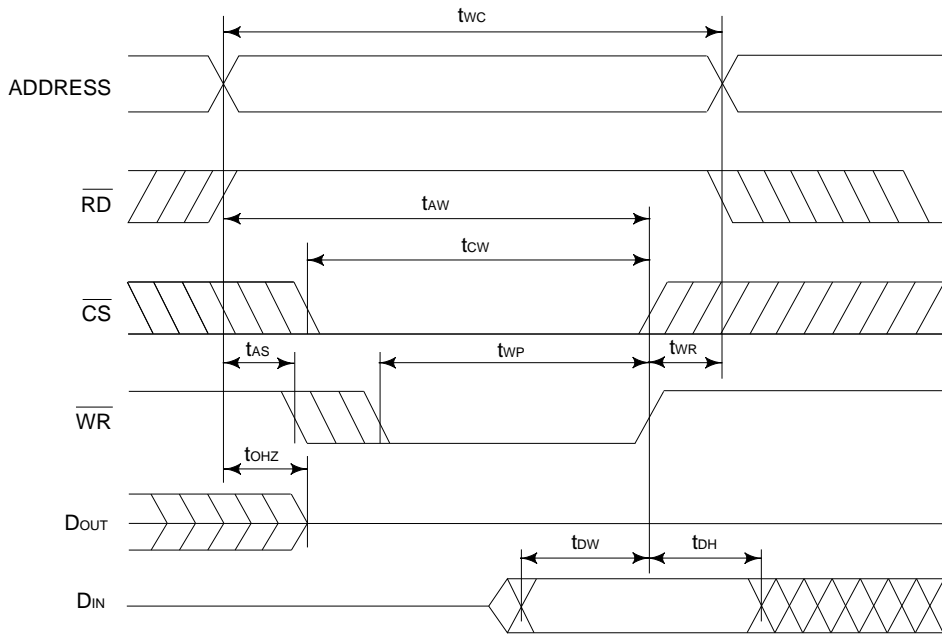 tWC
ADDRESS
RD
tAW
tCW
CS
tAS
tWP
tWR
WR
tOHZ
DOUT
tDW
tDH
DIN